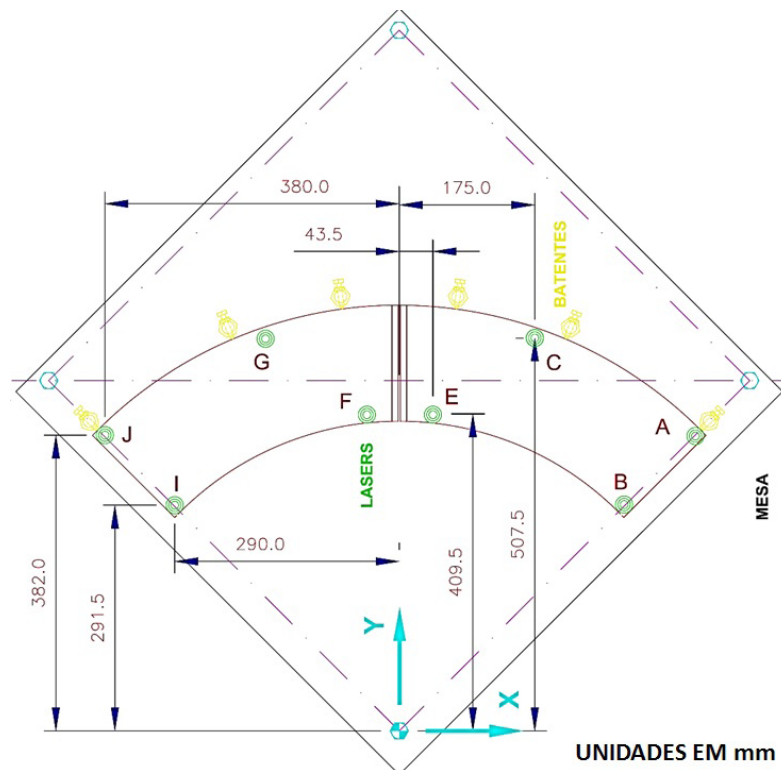 380.0
175.0
43.5
BATENTES
G
C
F
E
J
A
I
B
LASERS
MESA
290.0
382.0
291.5
409.5
507.5
Y
X
UNIDADES EM mm